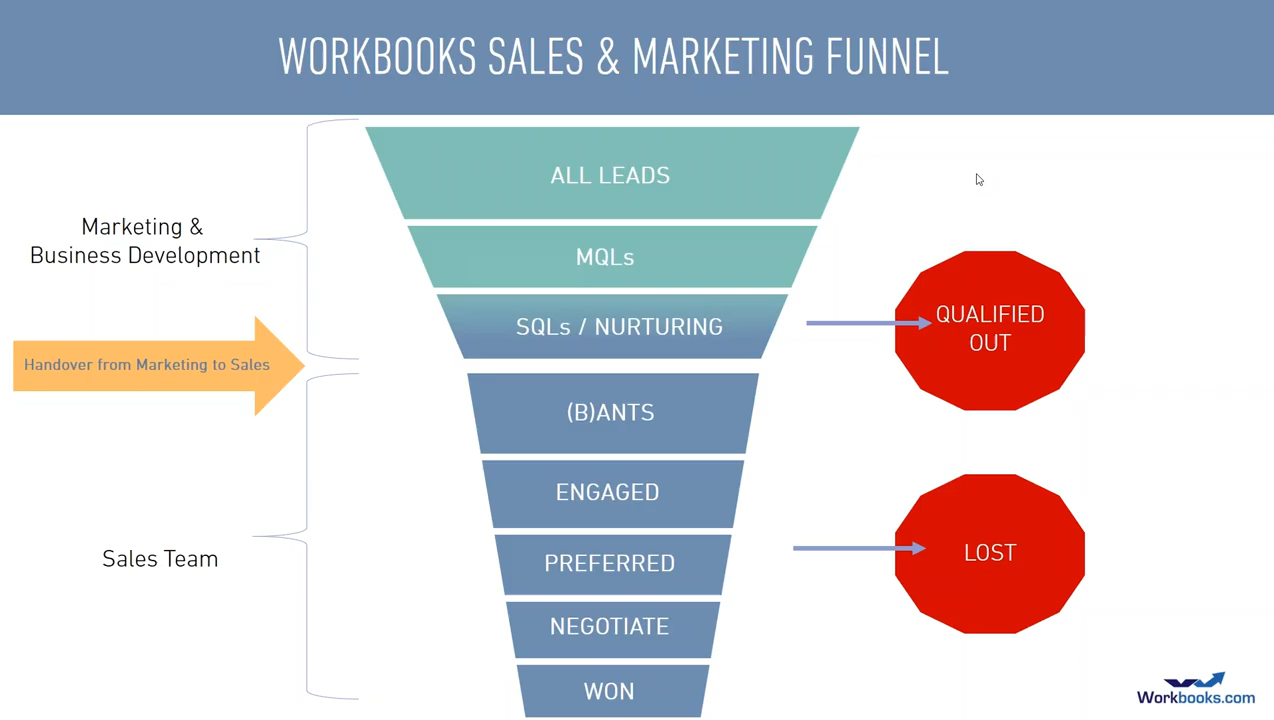 WORKBOOKS SALES & MARKETING FUNNEL
Marketing &
Business Development
Handover from Marketing to Sales
Sales Team
ALL LEADS
MQLs
SQLs / NURTURING
(B)ANTS
ENGAGED
PREFERRED
NEGOTIATE
WON
QUALIFIED
OUT
LOST
Workbooks.com